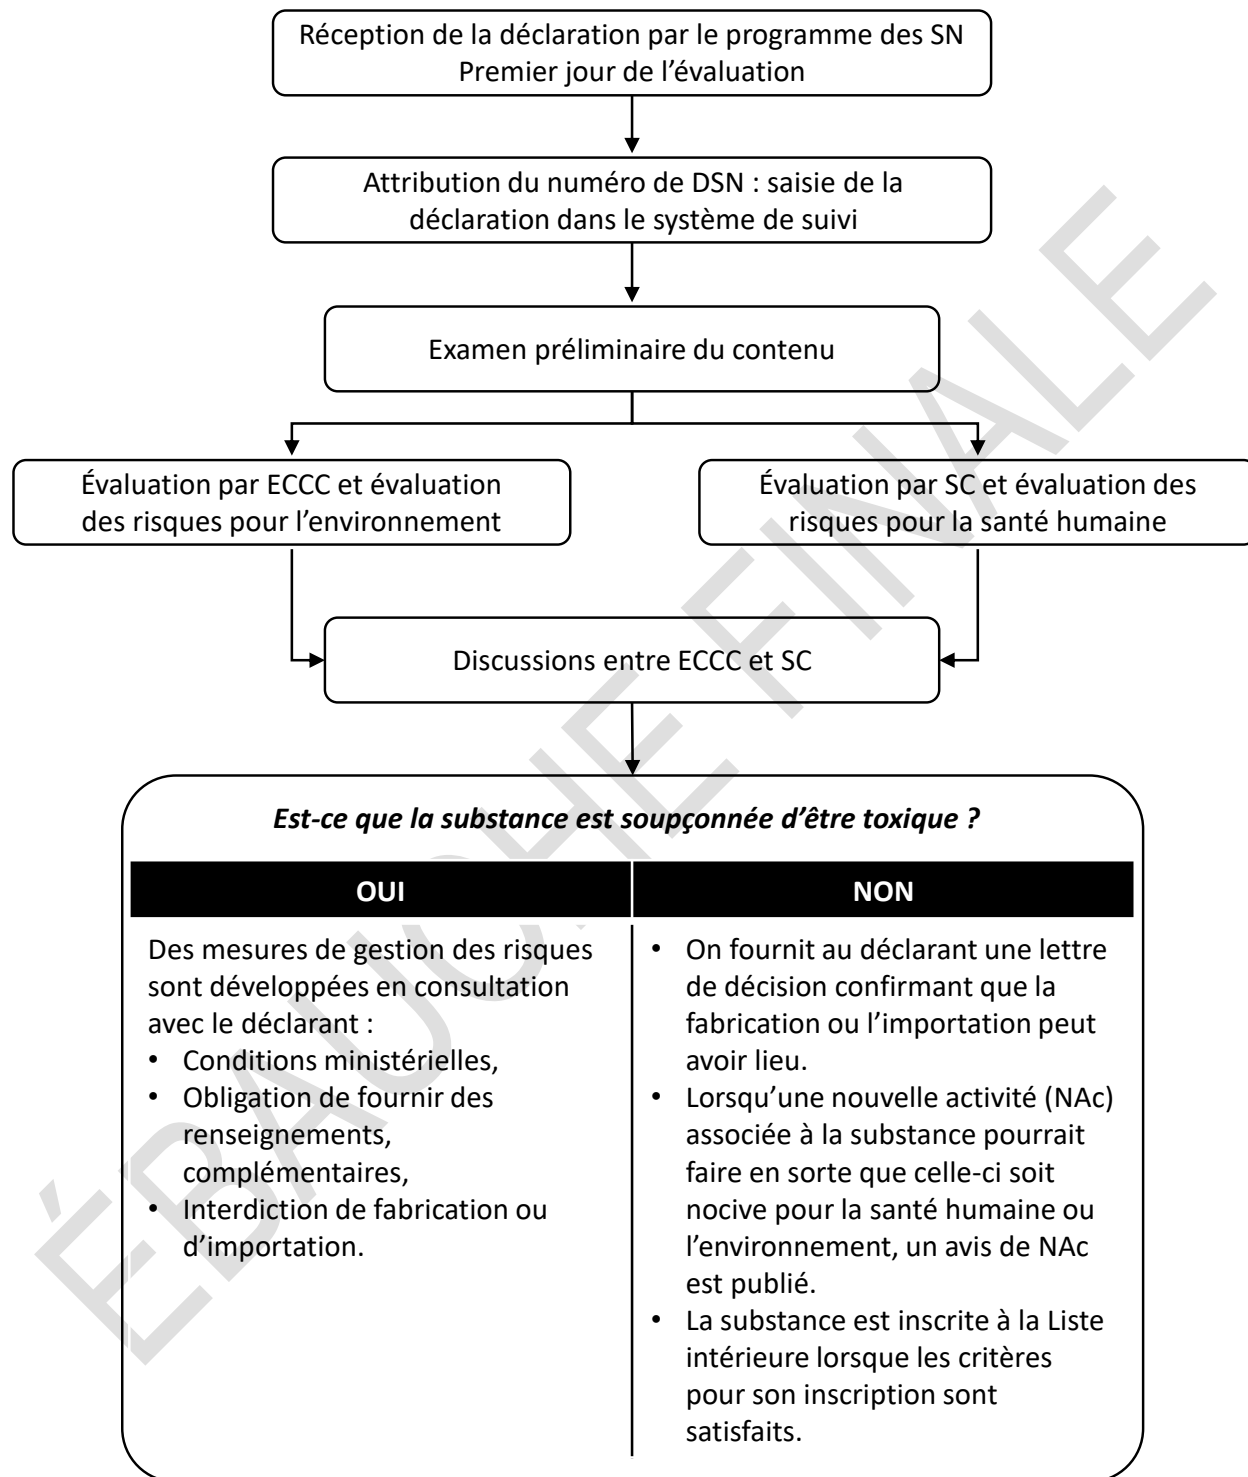 Réception de la déclaration par le programme des SN
Premier jour de l’évaluation
Attribution du numéro de DSN : saisie de la
déclaration dans le système de suivi
Examen préliminaire du contenu
Évaluation par ECCC et évaluation
des risques pour l’environnement
Évaluation par SC et évaluation des
risques pour la santé humaine
Discussions entre ECCC et SC
Est-ce que la substance est soupçonnée d’être toxique ?
OUI
Des mesures de gestion des risques
sont développées en consultation
avec le déclarant :
• Conditions ministérielles,
• Obligation de fournir des
renseignements,
complémentaires,
• Interdiction de fabrication ou
d’importation.
NON
• On fournit au déclarant une lettre
de décision confirmant que la
fabrication ou l’importation peut
avoir lieu.
• Lorsqu’une nouvelle activité (NAc)
associée à la substance pourrait
faire en sorte que celle-ci soit
nocive pour la santé humaine ou
l’environnement, un avis de NAc
est publié.
• La substance est inscrite à la Liste
intérieure lorsque les critères
pour son inscription sont
satisfaits.
ÉBAUCHE FINALE